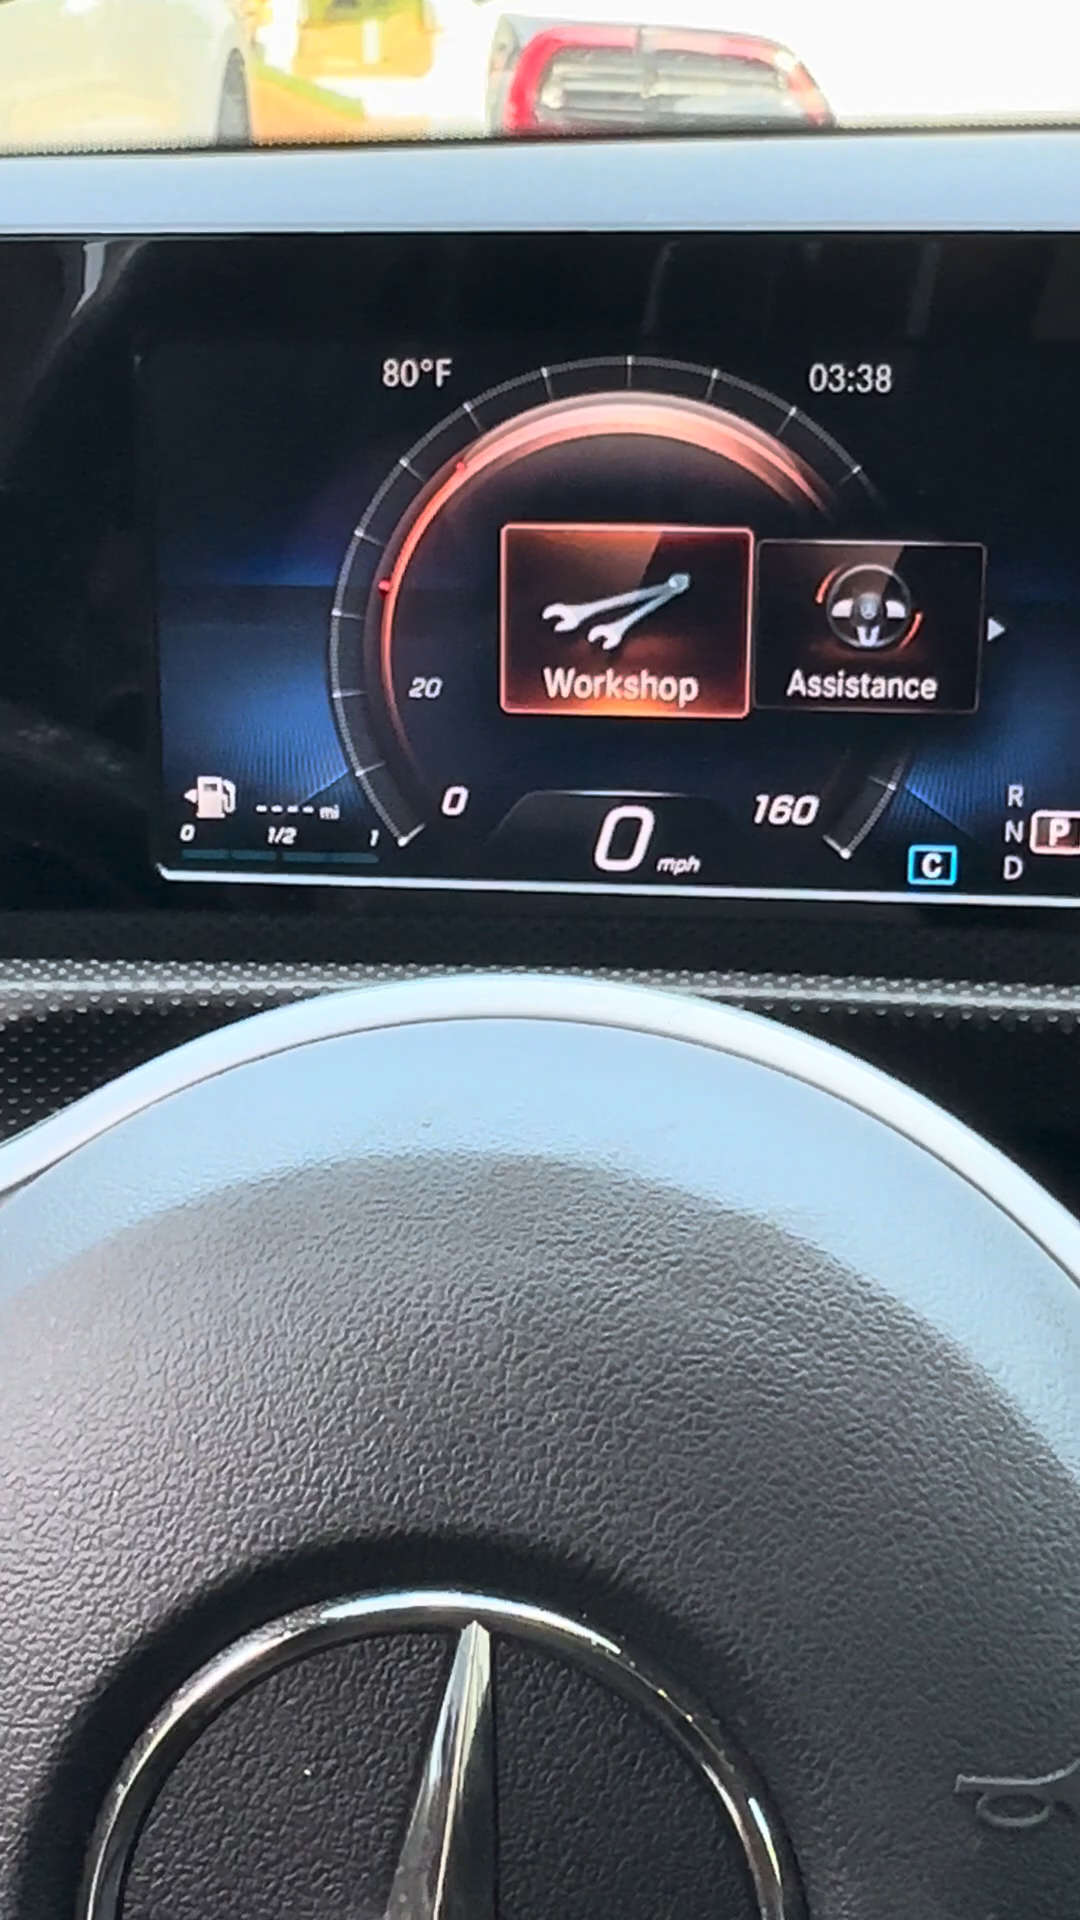 80°F
03:38
Workshop
Assistance
20
0
160
---- mi
0 1/2 1
0 mph
C
R
N
P
D